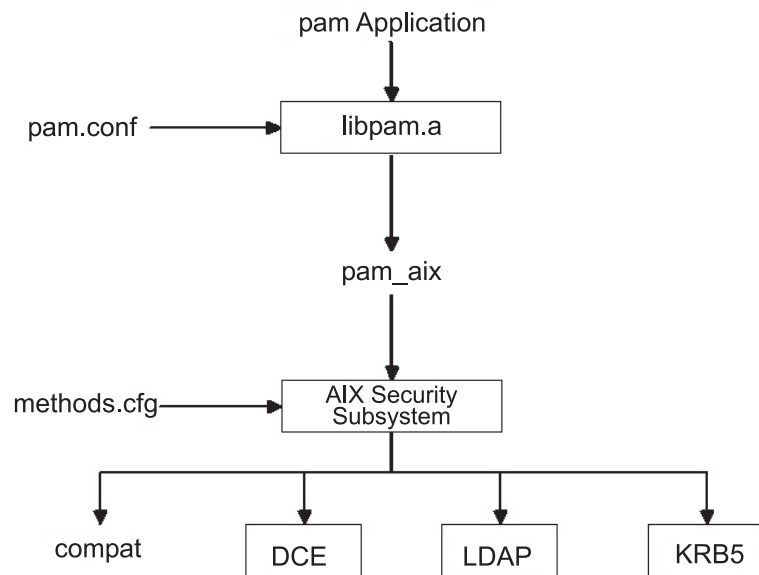 pam Application
pam.conf
libpam.a
pam_aix
methods.cfg
AIX Security
Subsystem
compat
DCE
LDAP
KRB5